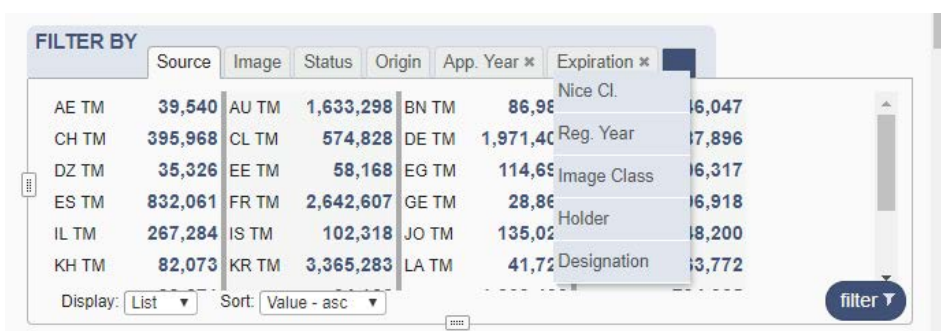 FILTER BY
Source Image Status Origin App. Year × Expiration ×
Nice Cl.
Reg. Year
Image Class
Holder
Designation
AE TM 39,540 AU TM 1,633,298 BN TM
CH TM 395,968 CL TM 574,828 DE TM
DZ TM 35,326 EE TM 58,168 EG TM
ES TM 832,061 FR TM 2,642,607 GE TM
IL TM 267,284 IS TM 102,318 JO TM
KH TM 82,073 KR TM 3,365,283 LA TM
Display: List Sort: Value - asc
filter